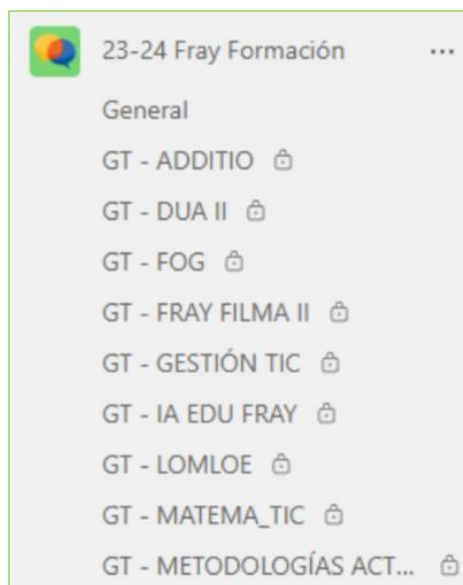 23-24 Fray Formación ...
General
GT - ADDITIO
GT - DUA II
GT - FOG
GT - FRAY FILMA II
GT - GESTIÓN TIC
GT - IA EDU FRAY
GT - LOMLOE
GT - MATEMA_TIC
GT - METODOLOGÍAS ACT...